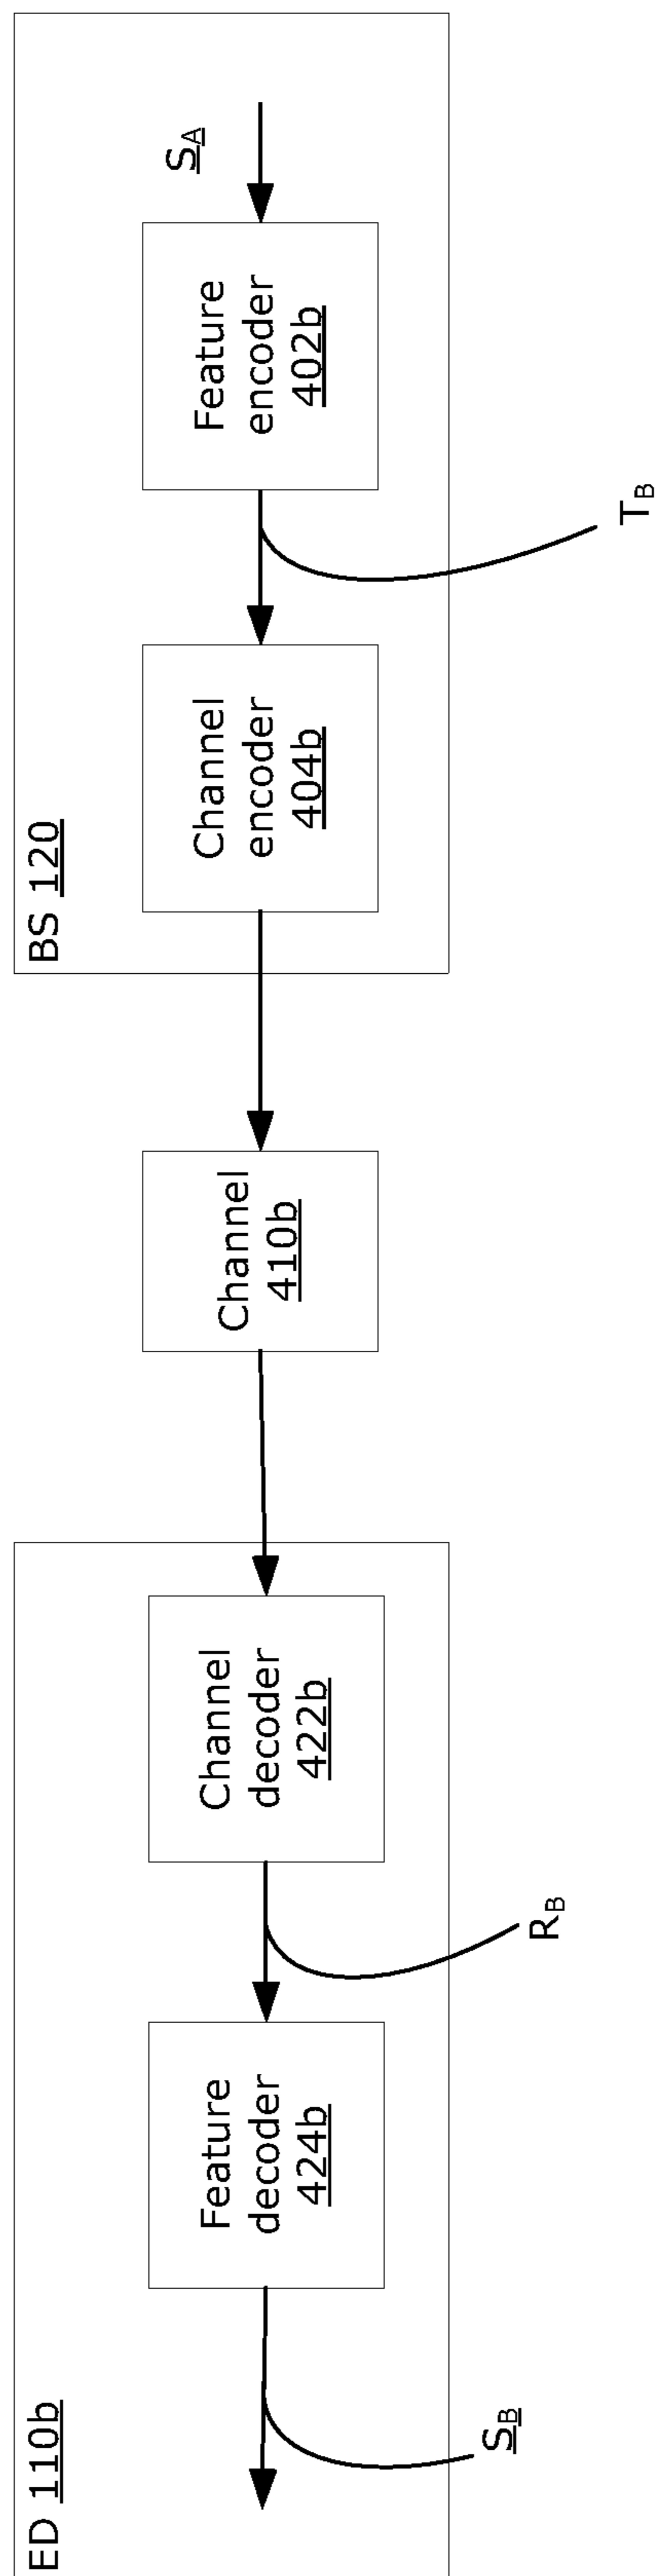 ED 110b
BS 120
S_A
Feature
decoder
424b
Channel
decoder
422b
Channel
410b
Channel
encoder
404b
Feature
encoder
402b
S_B
R_B
T_B